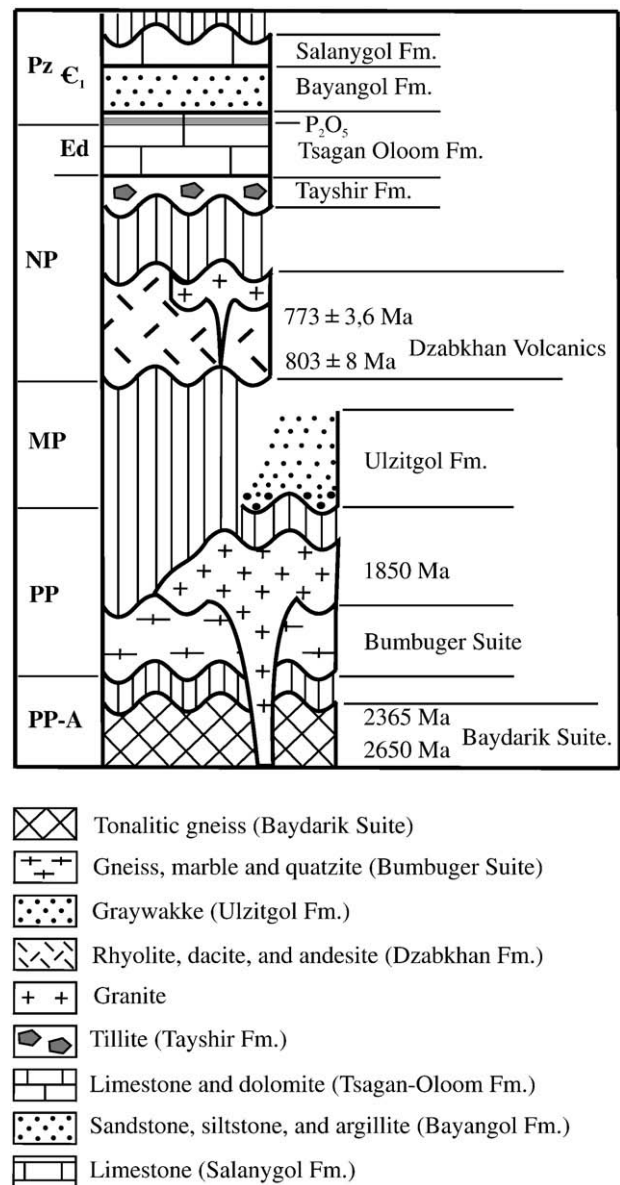 Pz Є₁ Salanygol Fm.
Bayangol Fm.
P₂O₅
Ed Tsagan Oloom Fm.
Tayshir Fm.
NP
773 ± 3,6 Ma
Dzabkhan Volcanics
803 ± 8 Ma
MP
Ulzitgol Fm.
PP
1850 Ma
Bumbuger Suite
PP-A
2365 Ma
Baydarik Suite.
2650 Ma
Tonalitic gneiss (Baydarik Suite)
Gneiss, marble and quatzite (Bumbuger Suite)
Graywakke (Ulzitgol Fm.)
Rhyolite, dacite, and andesite (Dzabkhan Fm.)
Granite
Tillite (Tayshir Fm.)
Limestone and dolomite (Tsagan-Oloom Fm.)
Sandstone, siltstone, and argillite (Bayangol Fm.)
Limestone (Salanygol Fm.)